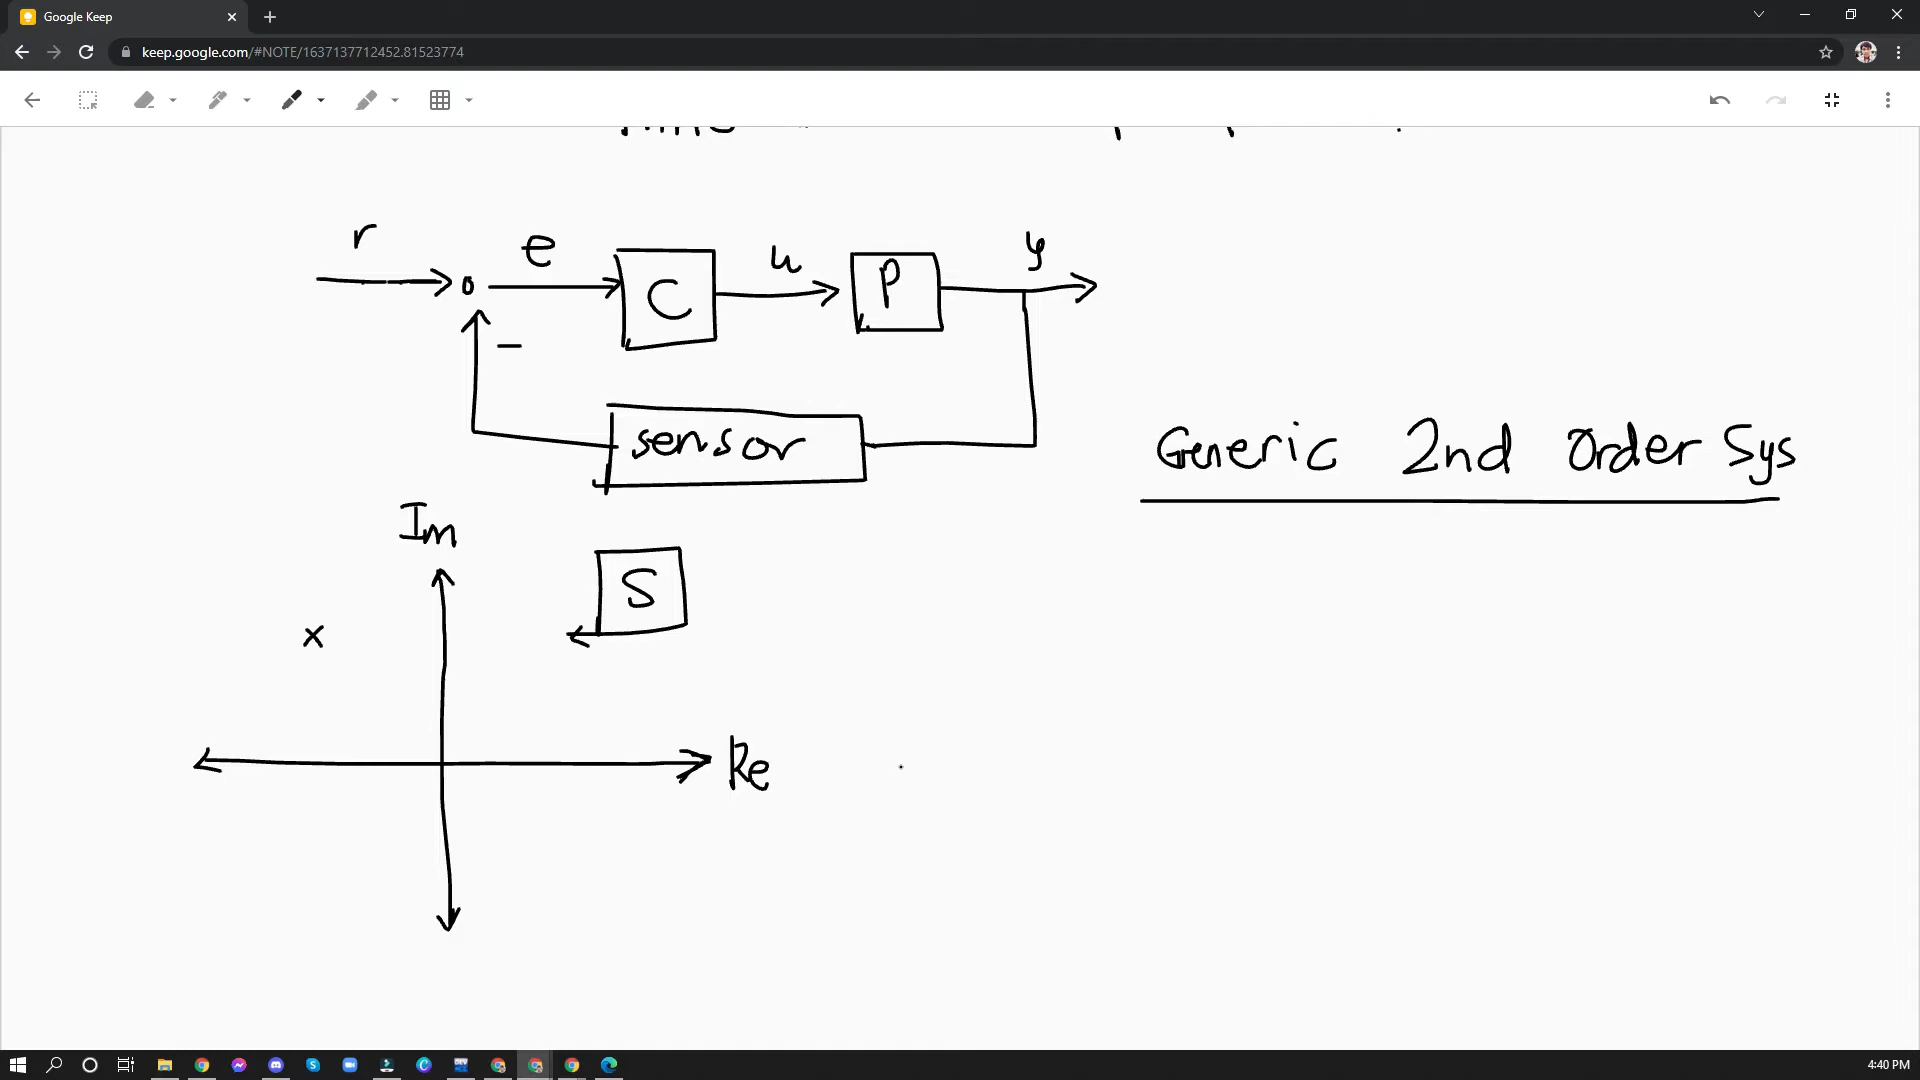 Google Keep
keep.google.com/#NOTE/1637137712452.81523774
r
e
C
u
P
y
sensor
Generic 2nd Order Sys
Im
S
x
Re
4:40 PM